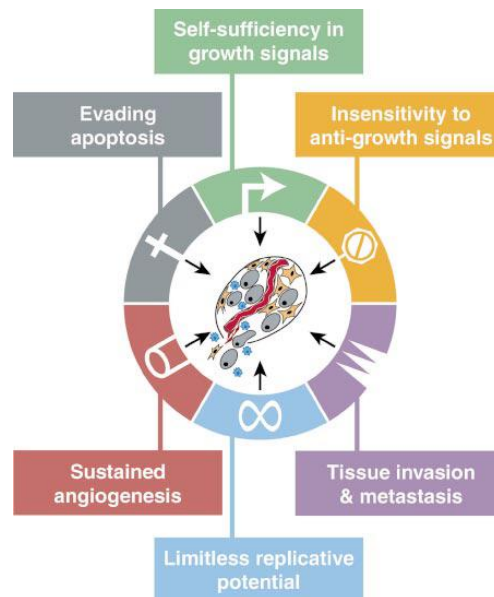 Self-sufficiency in
growth signals
Evading
apoptosis
Insensitivity to
anti-growth signals
Sustained
angiogenesis
Tissue invasion
& metastasis
Limitless replicative
potential